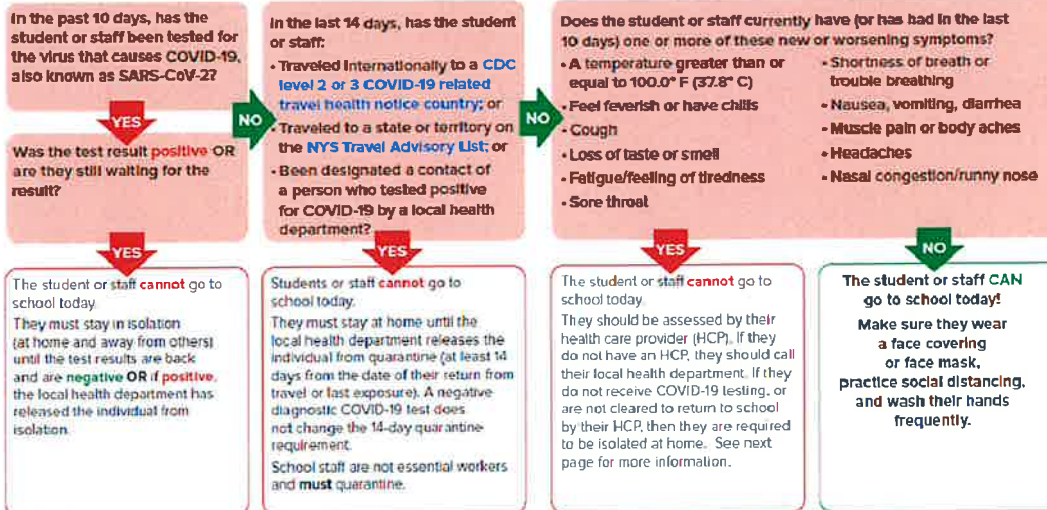 In the past 10 days, has the
student or staff been tested for
the virus that causes COVID-19,
also known as SARS-CoV-2?
YES
Was the test result positive OR
are they still waiting for the
result?
YES
The student or staff cannot go to
school today.
They must stay in isolation
(at home and away from others)
until the test results are back
and are negative OR if positive,
the local health department has
released the individual from
isolation.
NO
In the last 14 days, has the student
or staff:
• Traveled internationally to a CDC
level 2 or 3 COVID-19 related
travel health notice country; or
• Traveled to a state or territory on
the NYS Travel Advisory List; or
• Been designated a contact of
a person who tested positive
for COVID-19 by a local health
department?
YES
Students or staff cannot go to
school today.
They must stay at home until the
local health department releases the
individual from quarantine (at least 14
days from the date of their return from
travel or last exposure). A negative
diagnostic COVID-19 test does
not change the 14-day quarantine
requirement.
School staff are not essential workers
and must quarantine.
NO
Does the student or staff currently have (or has had in the last
10 days) one or more of these new or worsening symptoms?
• A temperature greater than or
equal to 100.0° F (37.8° C)
• Feel feverish or have chills
• Cough
• Loss of taste or smell
• Fatigue/feeling of tiredness
• Sore throat
• Shortness of breath or
trouble breathing
• Nausea, vomiting, diarrhea
• Muscle pain or body aches
• Headaches
• Nasal congestion/runny nose
YES
The student or staff cannot go to
school today.
They should be assessed by their
health care provider (HCP). If they
do not have an HCP, they should call
their local health department. If they
do not receive COVID-19 testing, or
are not cleared to return to school
by their HCP, then they are required
to be isolated at home. See next
page for more information.
NO
The student or staff CAN
go to school today!
Make sure they wear
a face covering
or face mask,
practice social distancing,
and wash their hands
frequently.